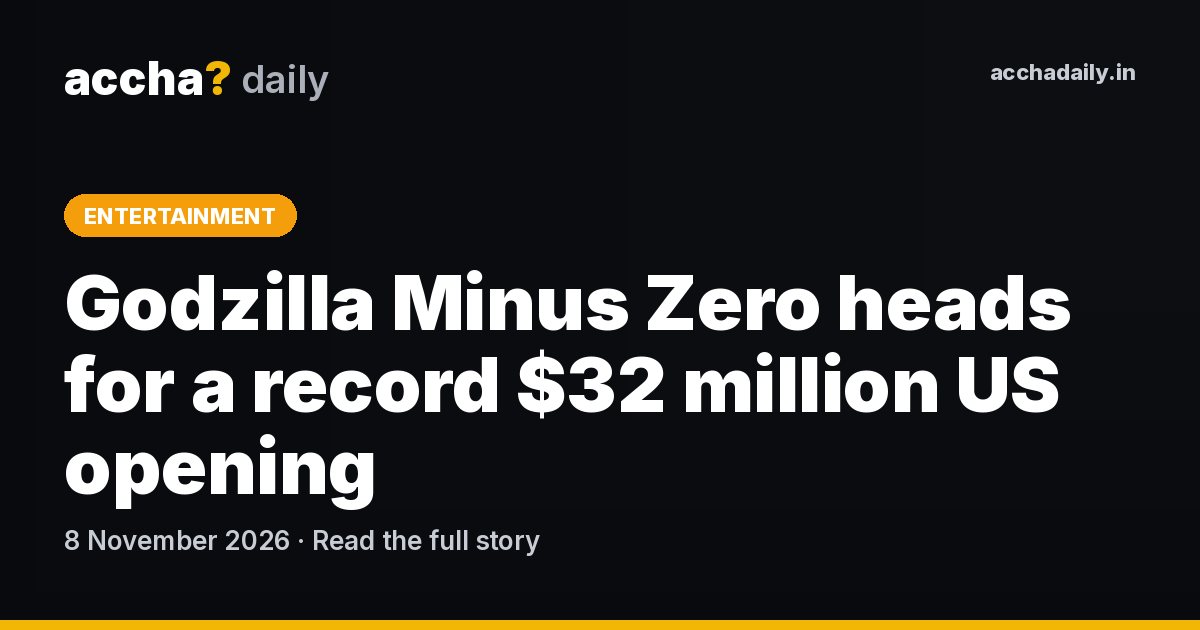 accha? daily
acchadaily.in
ENTERTAINMENT
Godzilla Minus Zero heads
for a record $32 million US
opening
8 November 2026 · Read the full story